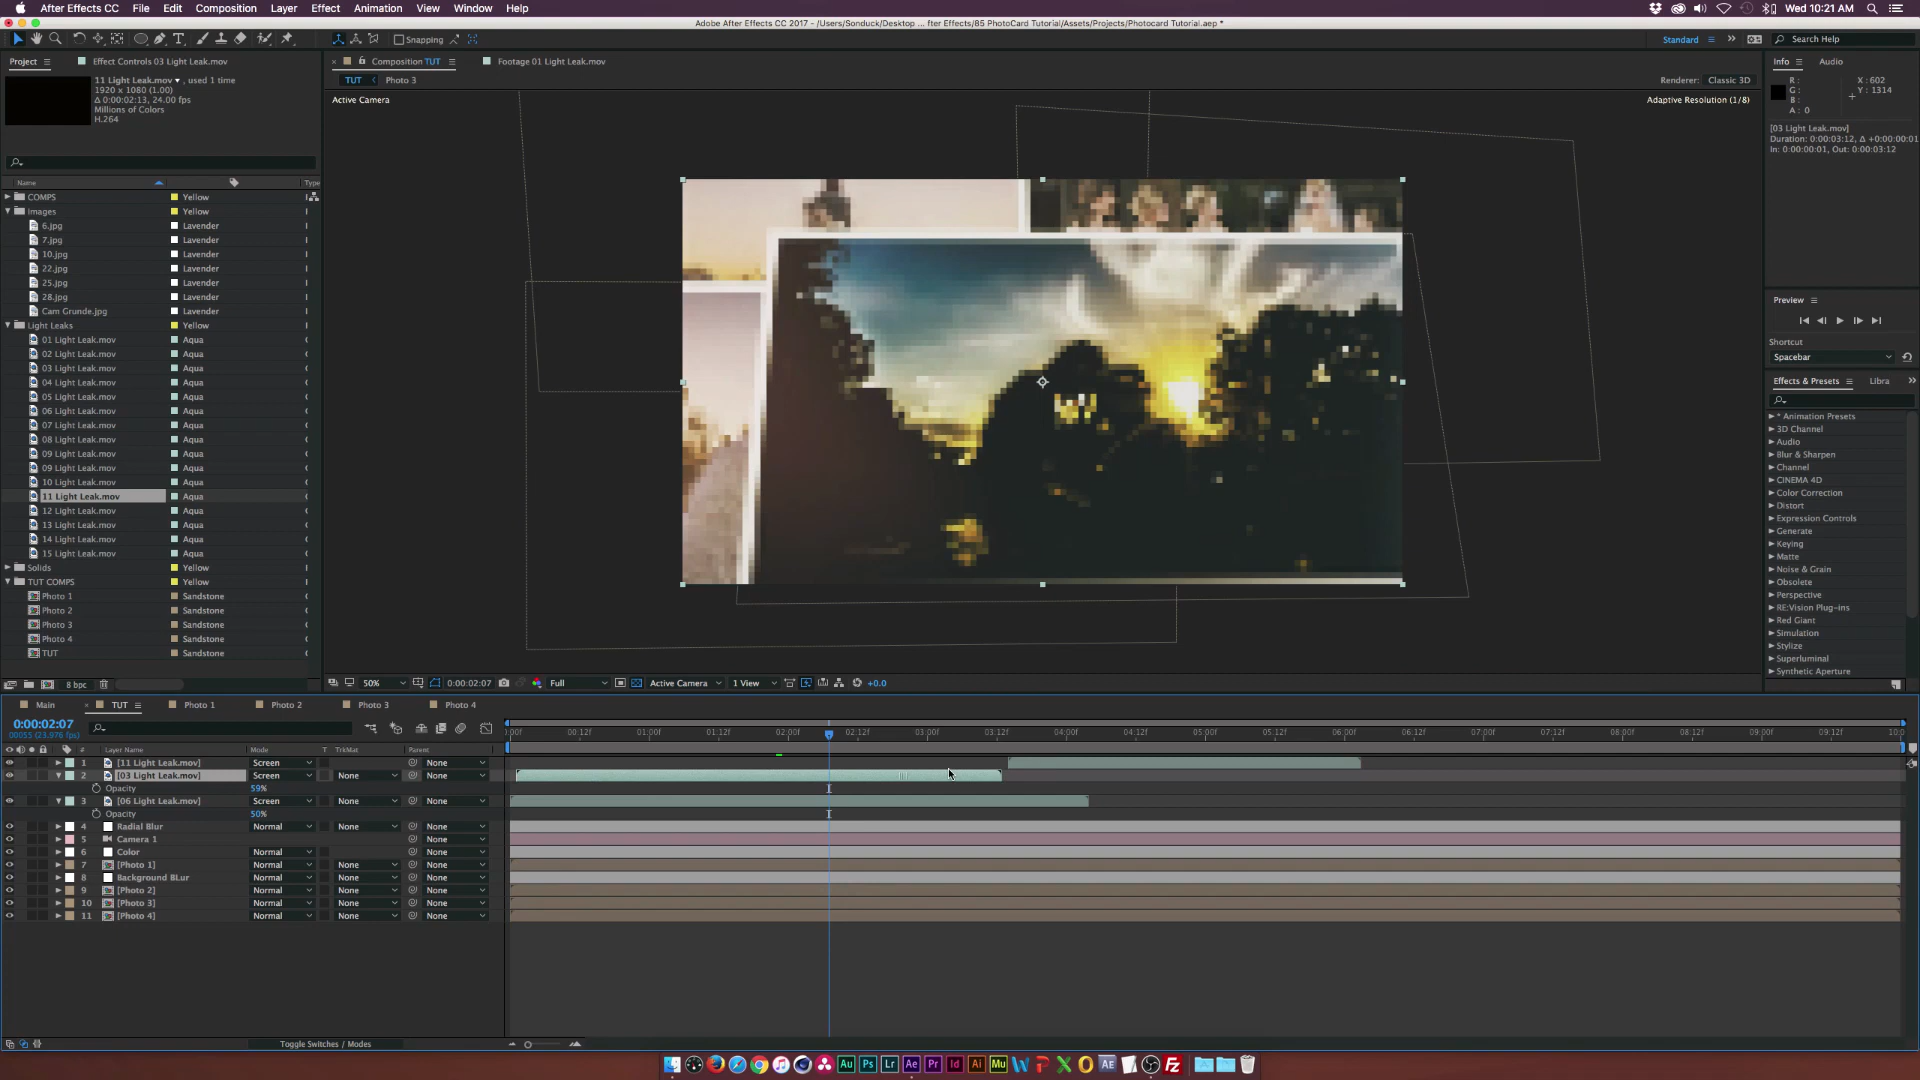 After Effects CC File Edit Composition Layer Effect Animation View Window Help
Wed 10:21 AM
Adobe After Effects CC 2017 - /Users/Sonduck/Desktop ... fter Effects/85 PhotoCard Tutorial/Assets/Projects/Photocard Tutorial.aep *
Snapping
Standard
Search Help
Project
Effect Controls 03 Light Leak.mov
Composition TUT
Footage 01 Light Leak.mov
Info
Audio
11 Light Leak.mov , used 1 time
1920 x 1080 (1.00)
Δ 0:00:02:13, 24.00 fps
Millions of Colors
H.264
TUT
Photo 3
Renderer:
Classic 3D
Active Camera
Adaptive Resolution (1/8)
R :
G :
B :
A : 0
X : 602
Y : 1314
[03 Light Leak.mov]
Duration: 0:00:03:12, Δ +0:00:00:01
In: 0:00:00:01, Out: 0:00:03:12
Name
Type
COMPS Yellow
Images Yellow
6.jpg Lavender
7.jpg Lavender
10.jpg Lavender
22.jpg Lavender
25.jpg Lavender
28.jpg Lavender
Cam Grunde.jpg Lavender
Light Leaks Yellow
01 Light Leak.mov Aqua
02 Light Leak.mov Aqua
03 Light Leak.mov Aqua
04 Light Leak.mov Aqua
05 Light Leak.mov Aqua
06 Light Leak.mov Aqua
07 Light Leak.mov Aqua
08 Light Leak.mov Aqua
09 Light Leak.mov Aqua
09 Light Leak.mov Aqua
10 Light Leak.mov Aqua
11 Light Leak.mov Aqua
12 Light Leak.mov Aqua
13 Light Leak.mov Aqua
14 Light Leak.mov Aqua
15 Light Leak.mov Aqua
Solids Yellow
TUT COMPS Yellow
Photo 1 Sandstone
Photo 2 Sandstone
Photo 3 Sandstone
Photo 4 Sandstone
TUT Sandstone
8 bpc
Preview
Shortcut
Spacebar
Effects & Presets
Libra
* Animation Presets
3D Channel
Audio
Blur & Sharpen
Channel
CINEMA 4D
Color Correction
Distort
Expression Controls
Generate
Keying
Matte
Noise & Grain
Obsolete
Perspective
RE:Vision Plug-ins
Red Giant
Simulation
Stylize
Superluminal
Synthetic Aperture
50%
0:00:02:07
Full
Active Camera
1 View
+0.0
Main
TUT
Photo 1
Photo 2
Photo 3
Photo 4
0:00:02:07
00055 (23.976 fps)
:00f 00:12f 01:00f 01:12f 02:00f 02:12f 03:00f 03:12f 04:00f 04:12f 05:00f 05:12f 06:00f 06:12f 07:00f 07:12f 08:00f 08:12f 09:00f 09:12f 10:0
# Layer Name Mode T TrkMat Parent
1 [11 Light Leak.mov] Screen None
2 [03 Light Leak.mov] Screen None None
Opacity 59%
3 [06 Light Leak.mov] Screen None None
Opacity 50%
4 Radial Blur Normal None None
5 Camera 1 None
6 Color Normal None
7 [Photo 1] Normal None None
8 Background BLur Normal None None
9 [Photo 2] Normal None None
10 [Photo 3] Normal None None
11 [Photo 4] Normal None None
Toggle Switches / Modes
Au Ps Lr Ae Pr Id Ai Mu W P X O AE Fz